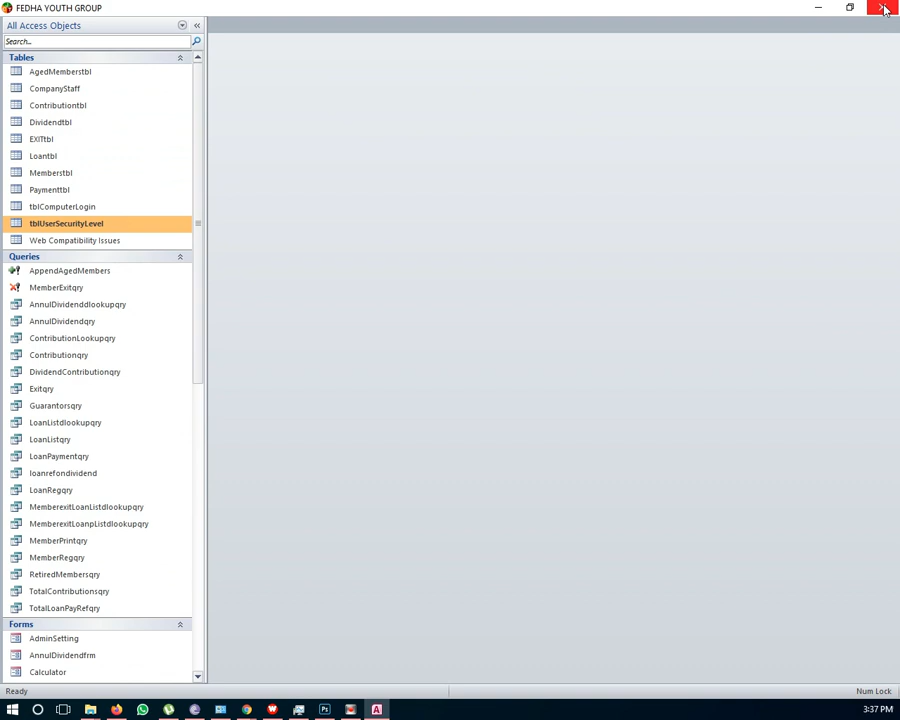 FEDHA YOUTH GROUP
All Access Objects
Search...
Tables
AgedMemberstbl
CompanyStaff
Contributiontbl
Dividendtbl
EXITtbl
Loantbl
Memberstbl
Paymenttbl
tblComputerLogin
tblUserSecurityLevel
Web Compatibility Issues
Queries
AppendAgedMembers
MemberExitqry
AnnulDividenddlookupqry
AnnulDividendqry
ContributionLookupqry
Contributionqry
DividendContributionqry
Exitqry
Guarantorsqry
LoanListdlookupqry
LoanListqry
LoanPaymentqry
loanrefondividend
LoanRegqry
MemberexitLoanListdlookupqry
MemberexitLoanpListdlookupqry
MemberPrintqry
MemberRegqry
RetiredMembersqry
TotalContributionsqry
TotalLoanPayRefqry
Forms
AdminSetting
AnnulDividendfrm
Calculator
Ready
Num Lock
3:37 PM